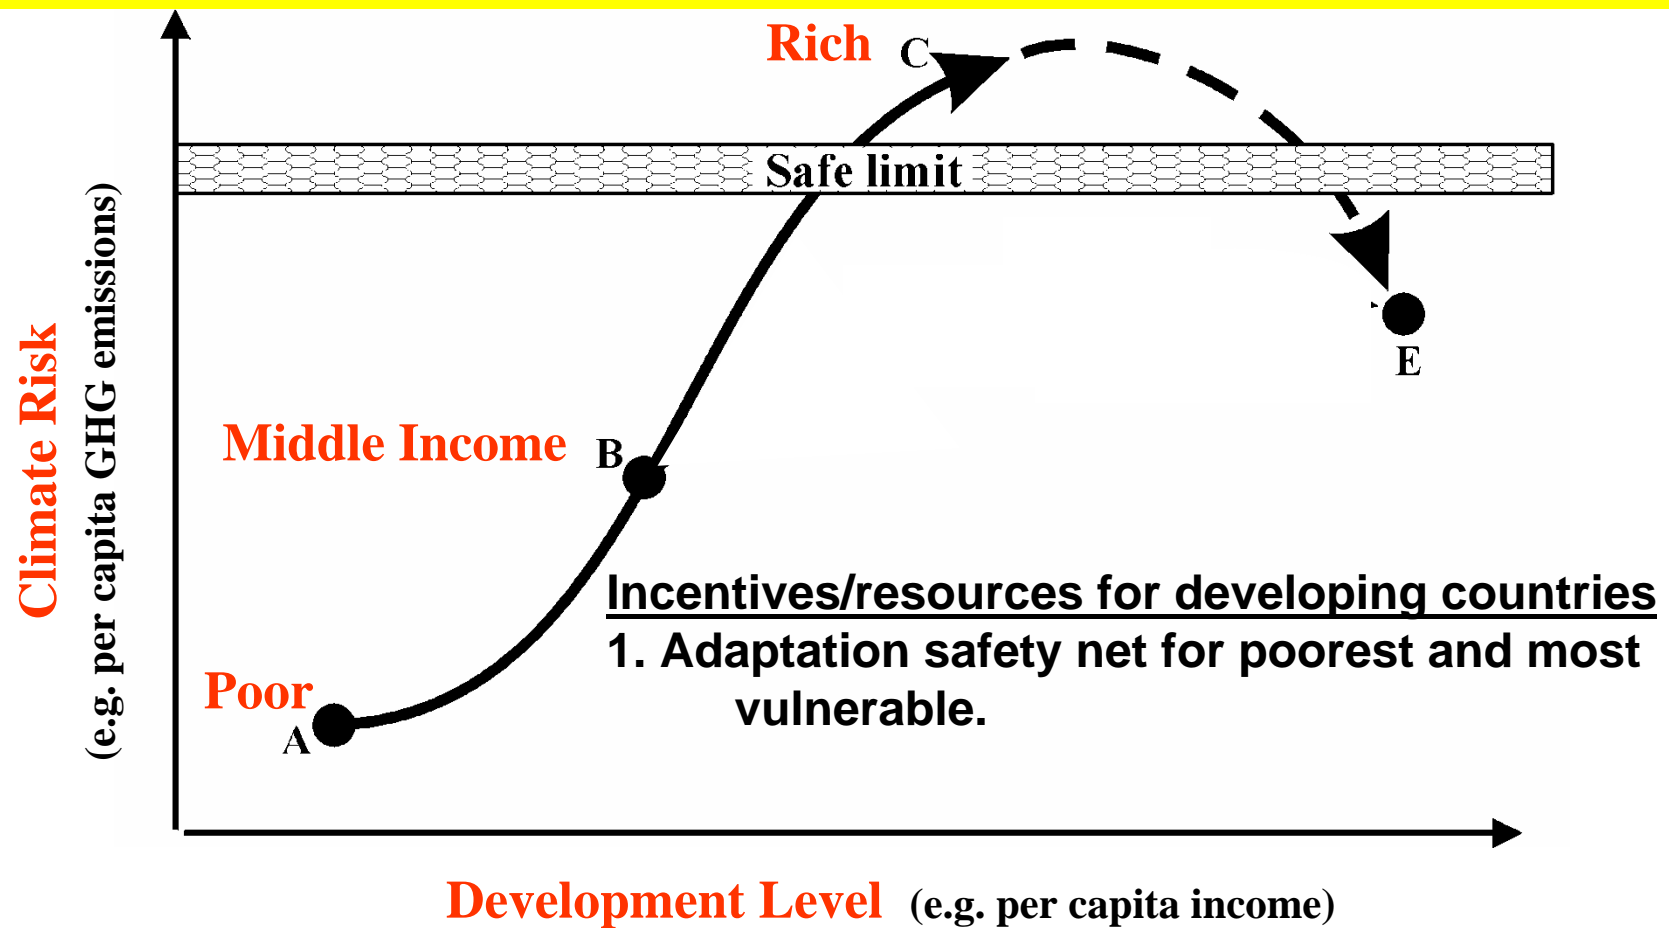 Rich C
Safe limit
E
Middle Income B
Incentives/resources for developing countries
1. Adaptation safety net for poorest and most
vulnerable.
Poor
A
Climate Risk
(e.g. per capita GHG emissions)
Development Level (e.g. per capita income)